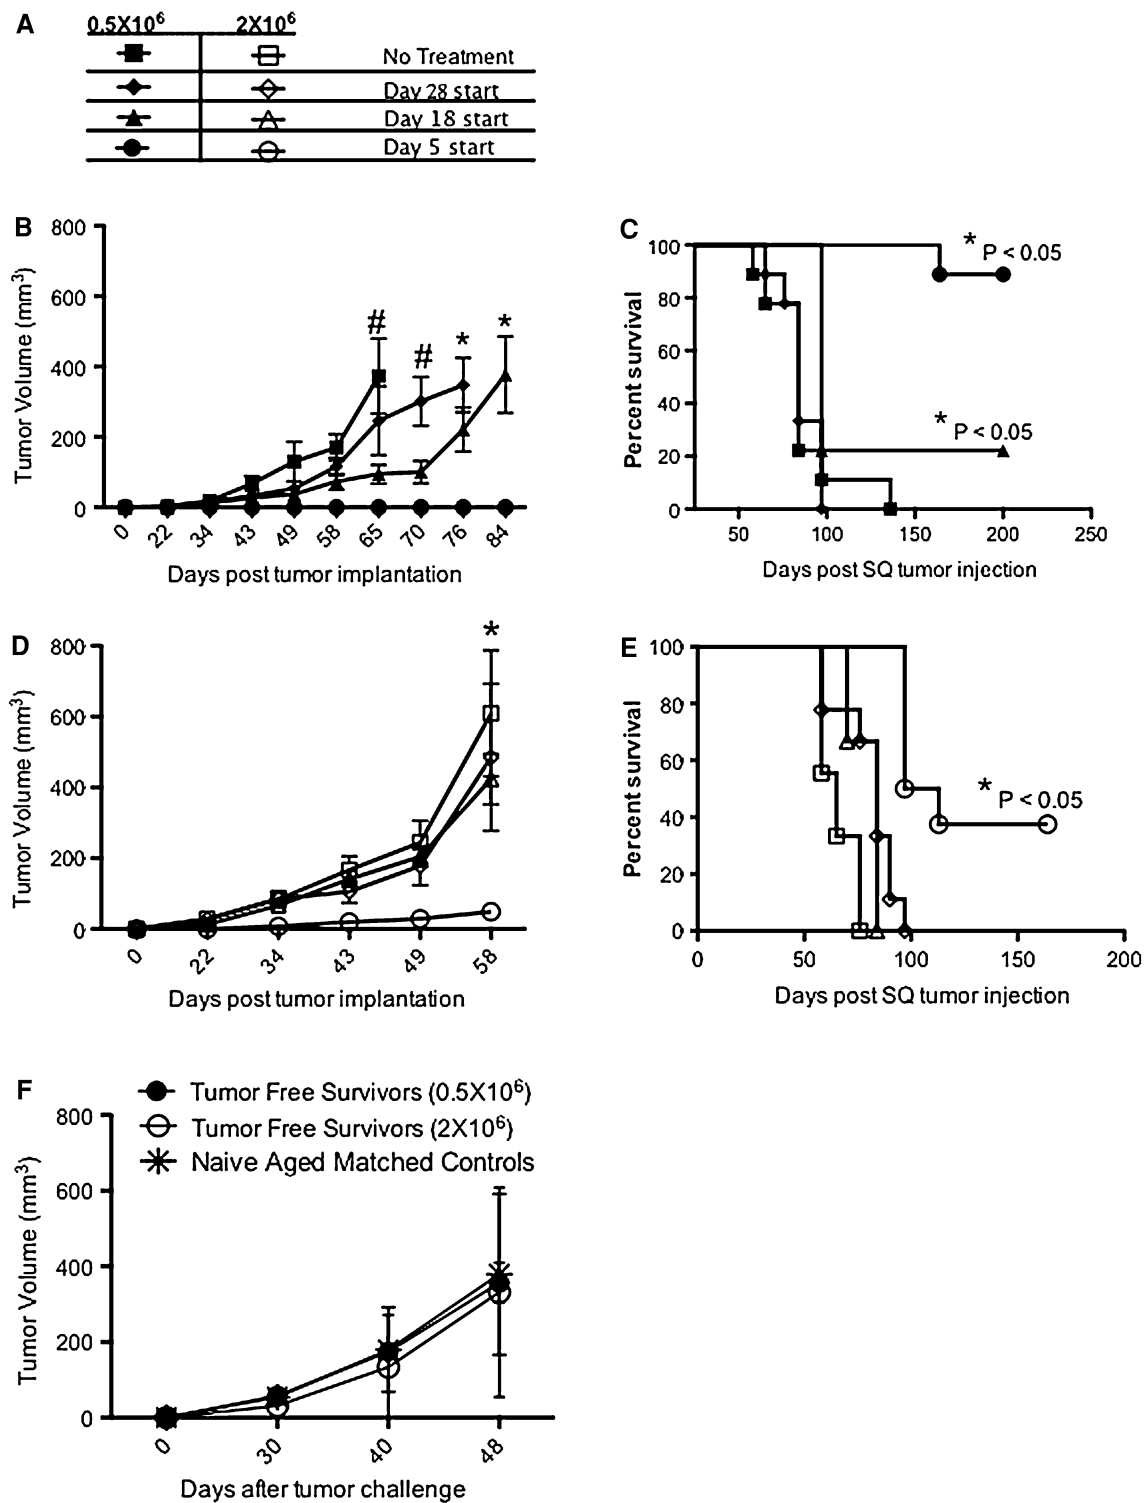 A
0.5X10⁶ 2X10⁶
No Treatment
Day 28 start
Day 18 start
Day 5 start
B
800
600
400
200
0
Tumor Volume (mm³)
# # * *
0 22 34 43 49 58 65 70 76 84
Days post tumor implantation
C
100
80
60
40
20
0
Percent survival
* P < 0.05
* P < 0.05
50 100 150 200 250
Days post SQ tumor injection
D
800
600
400
200
0
Tumor Volume (mm³)
*
0 22 34 43 49 58
Days post tumor implantation
E
100
80
60
40
20
0
Percent survival
* P < 0.05
0 50 100 150 200
Days post SQ tumor injection
F
Tumor Free Survivors (0.5X10⁶)
Tumor Free Survivors (2X10⁶)
Naive Aged Matched Controls
800
600
400
200
0
Tumor Volume (mm³)
0 30 40 48
Days after tumor challenge